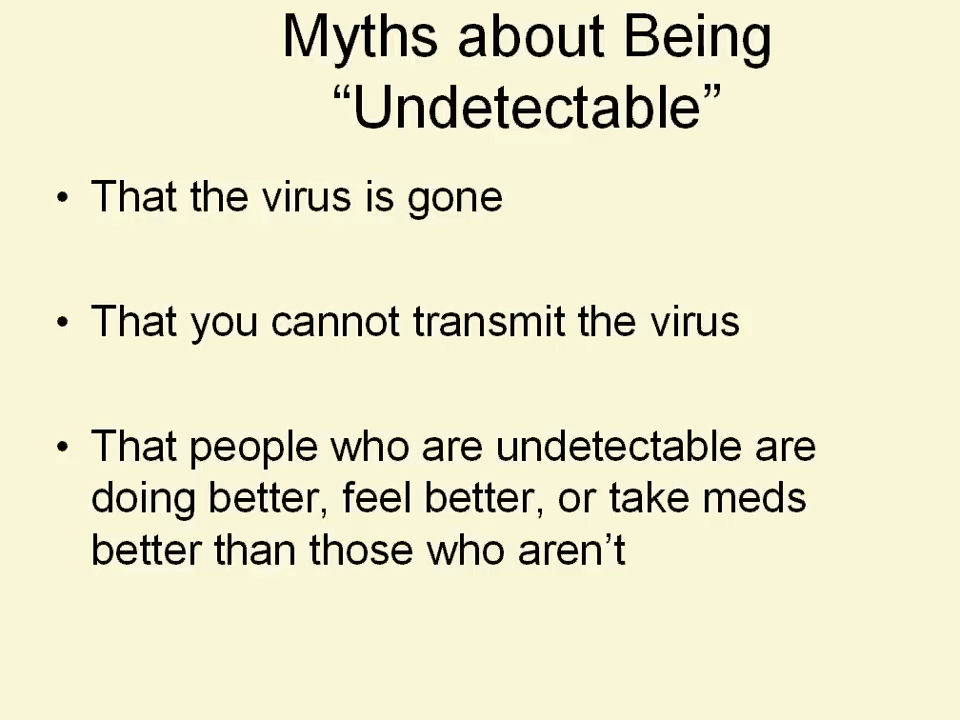 Myths about Being
“Undetectable”
• That the virus is gone
• That you cannot transmit the virus
• That people who are undetectable are
doing better, feel better, or take meds
better than those who aren’t